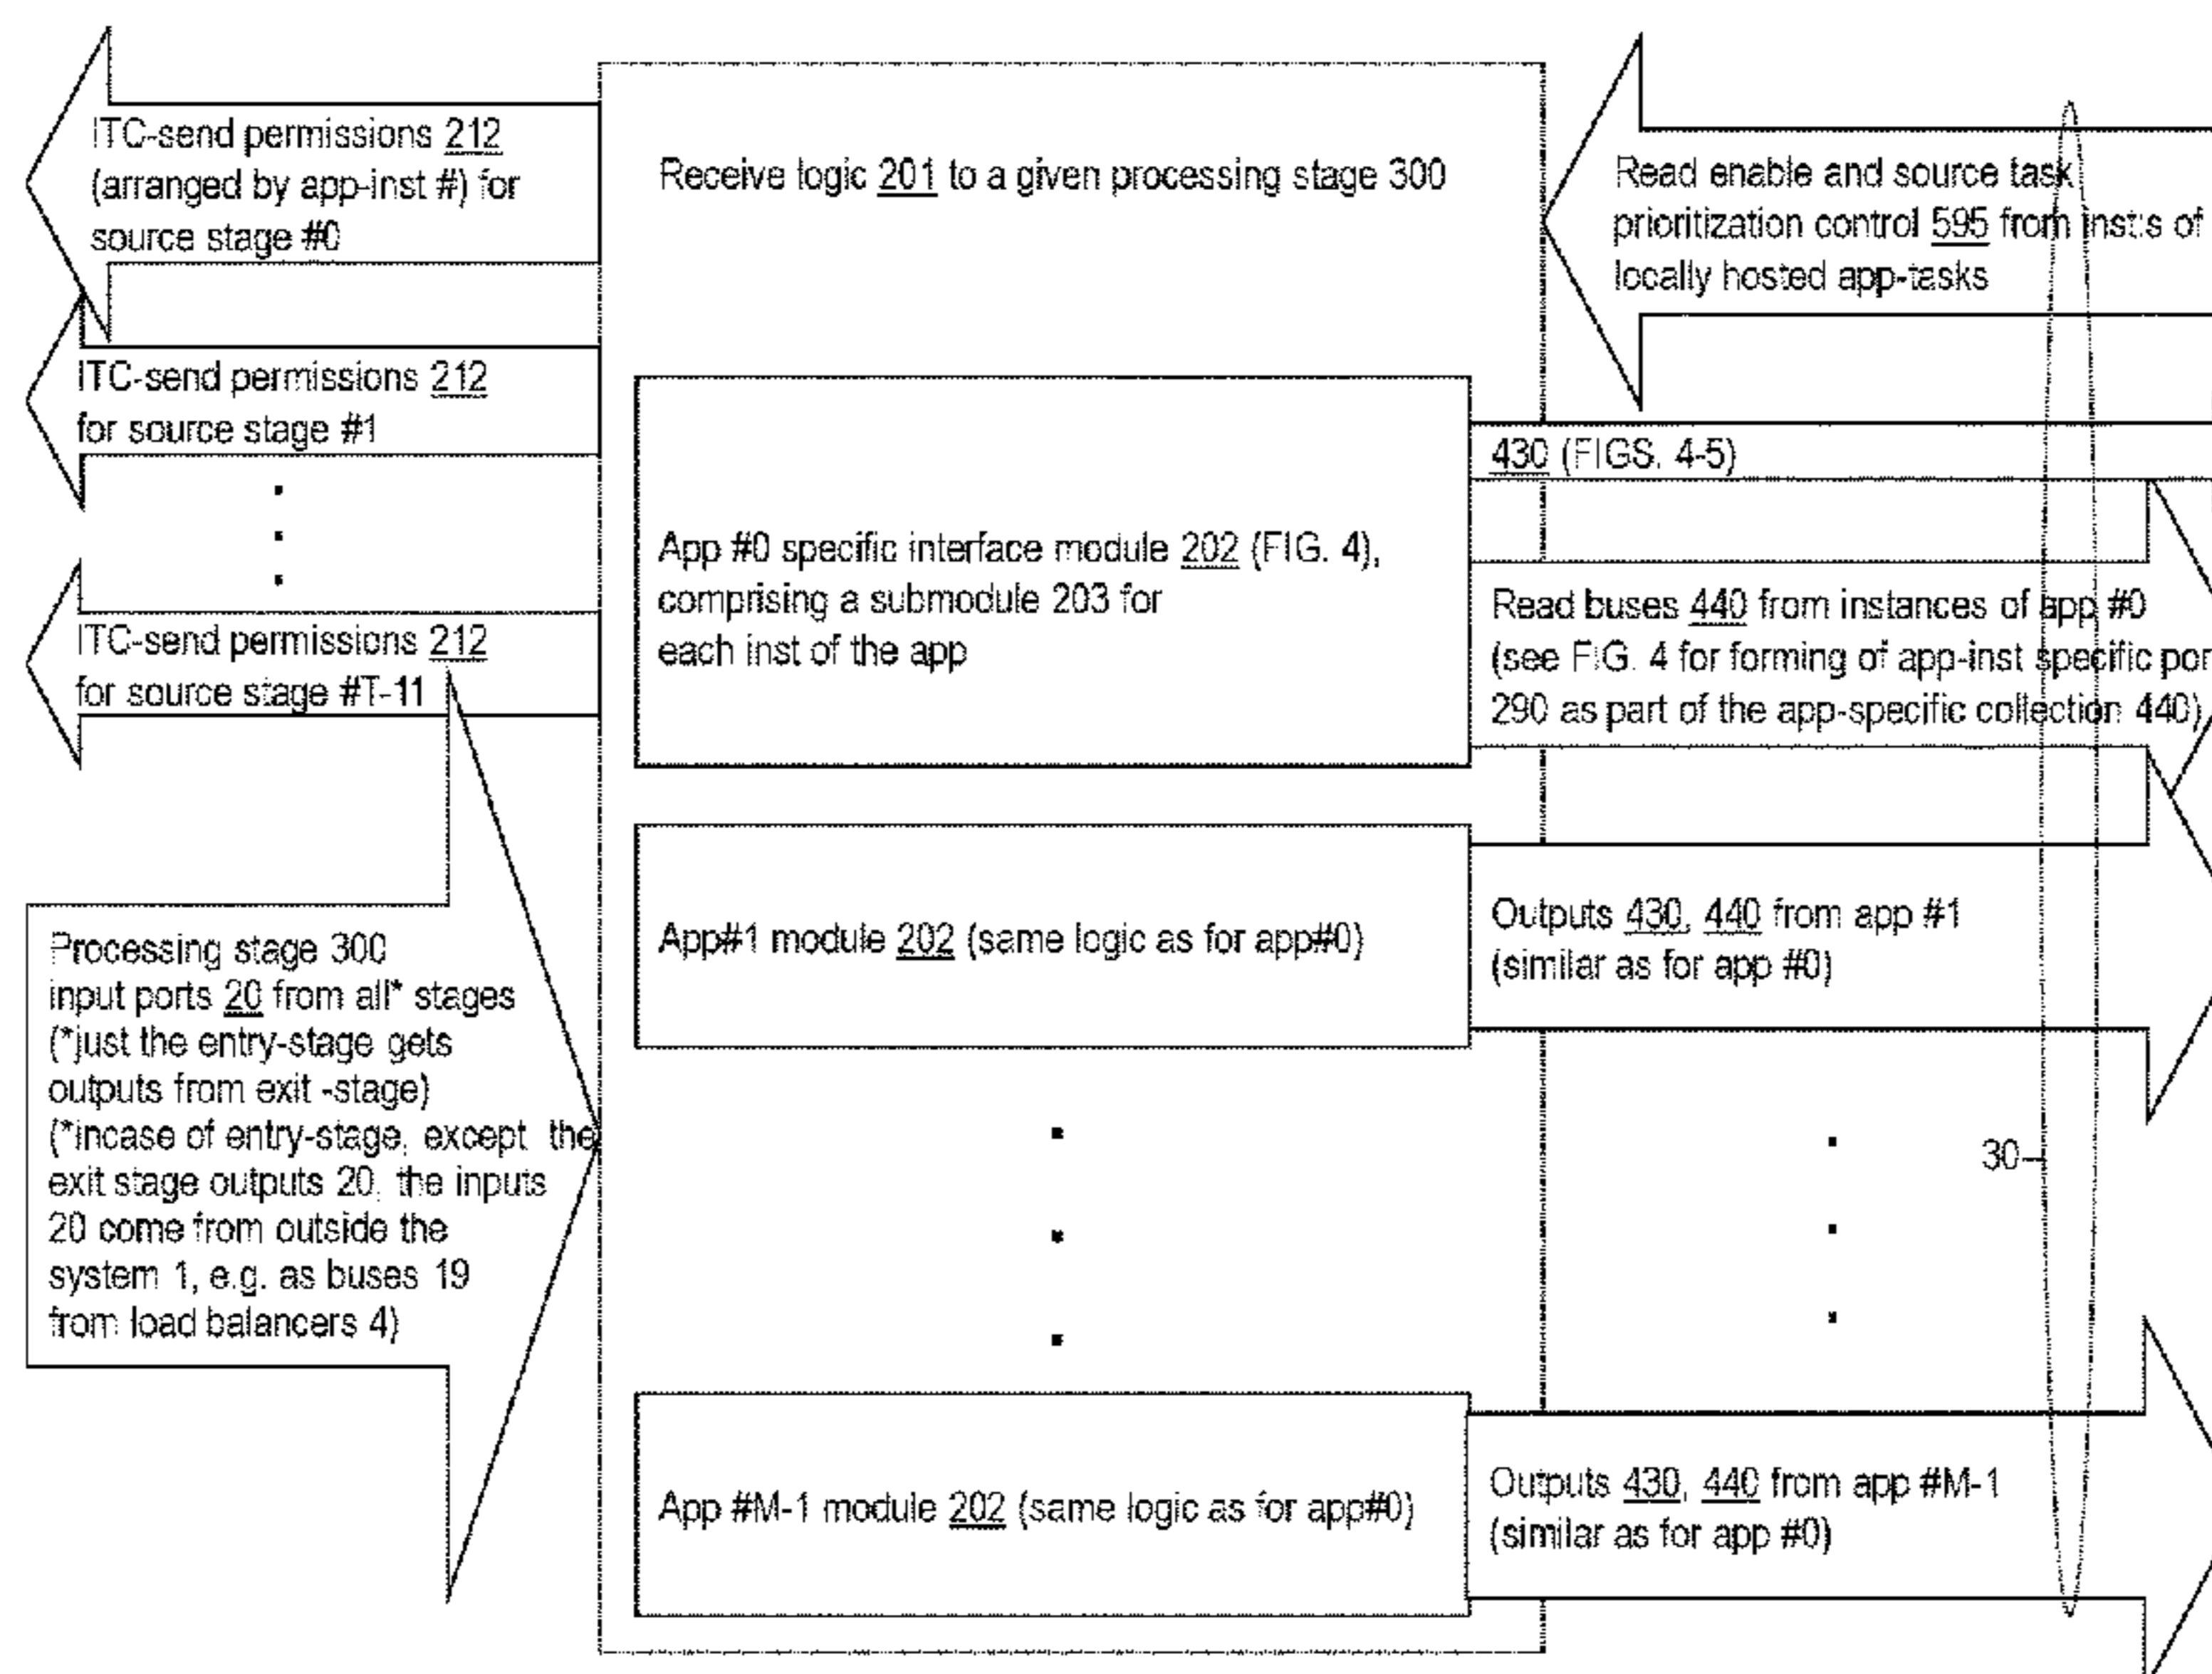 ITC-send permissions 212
(arranged by app-inst #) for
source stage #0
ITC-send permissions 212
for source stage #1
ITC-send permissions 212
for source stage #T-11
Processing stage 300
input ports 20 from all* stages
(*just the entry-stage gets
outputs from exit -stage)
(*incase of entry-stage, except the
exit stage outputs 20, the inputs
20 come from outside the
system 1, e.g. as buses 19
from load balancers 4)
Receive logic 201 to a given processing stage 300
App #0 specific interface module 202 (FIG. 4),
comprising a submodule 203 for
each inst of the app
App#1 module 202 (same logic as for app#0)
App #M-1 module 202 (same logic as for app#0)
Read enable and source task
prioritization control 595 from inst:s of
locally hosted app-tasks
430 (FIGS. 4-5)
Read buses 440 from instances of app #0
(see FIG. 4 for forming of app-inst specific por
290 as part of the app-specific collection 440)
Outputs 430, 440 from app #1
(similar as for app #0)
30
Outputs 430, 440 from app #M-1
(similar as for app #0)